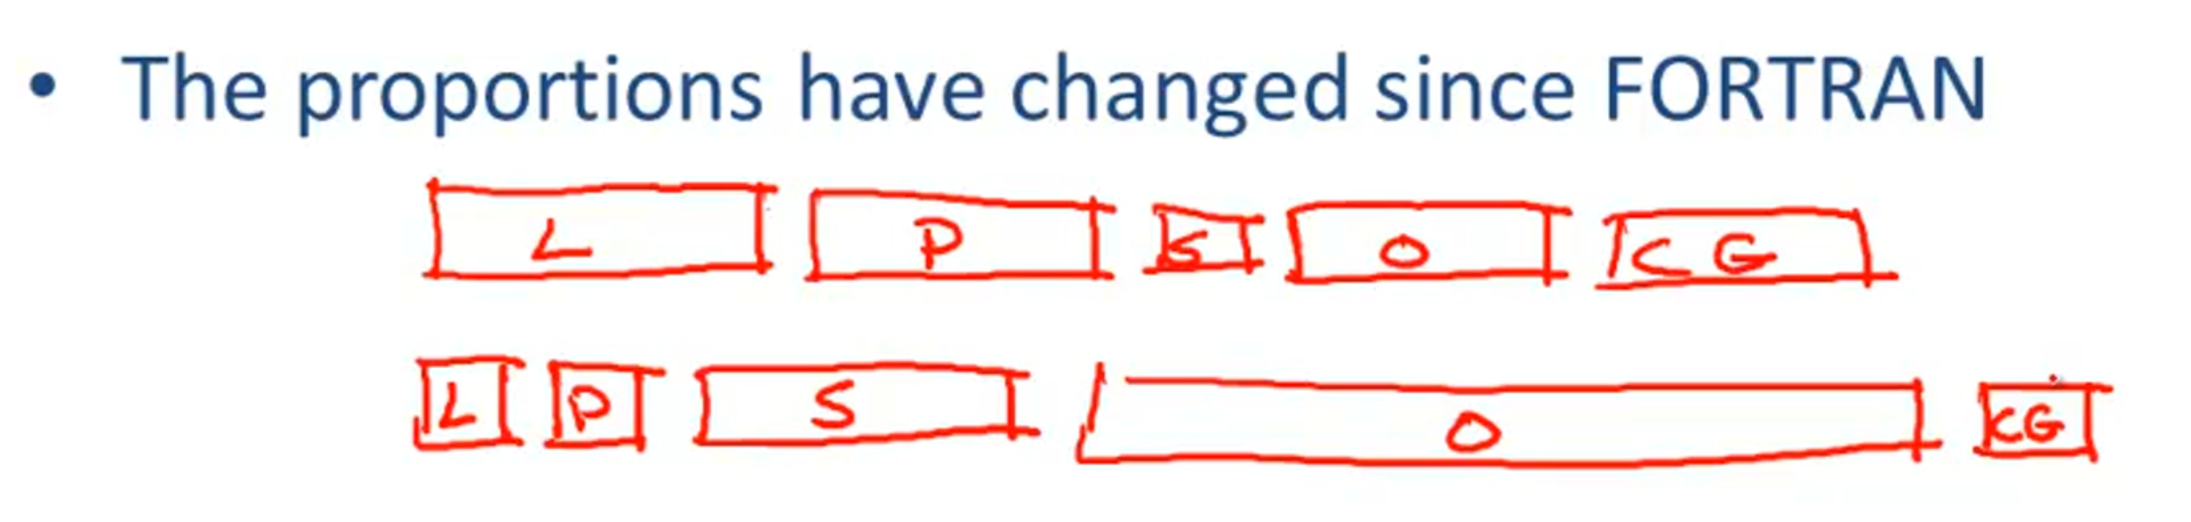 • The proportions have changed since FORTRAN
L P S O CG
L P S O CG